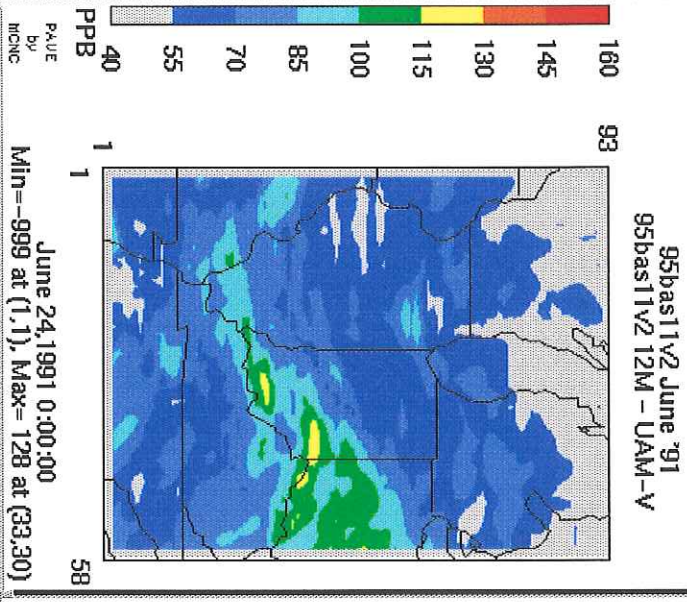 95bas11v2 June '91
95bas11v2 12M - UAM-V
160
145
130
115
100
85
70
55
40
PPB
93
1
1
58
PAVE
by
MCNC
June 24,1991 0:00:00
Min=-999 at (1,1), Max= 128 at (33,30)